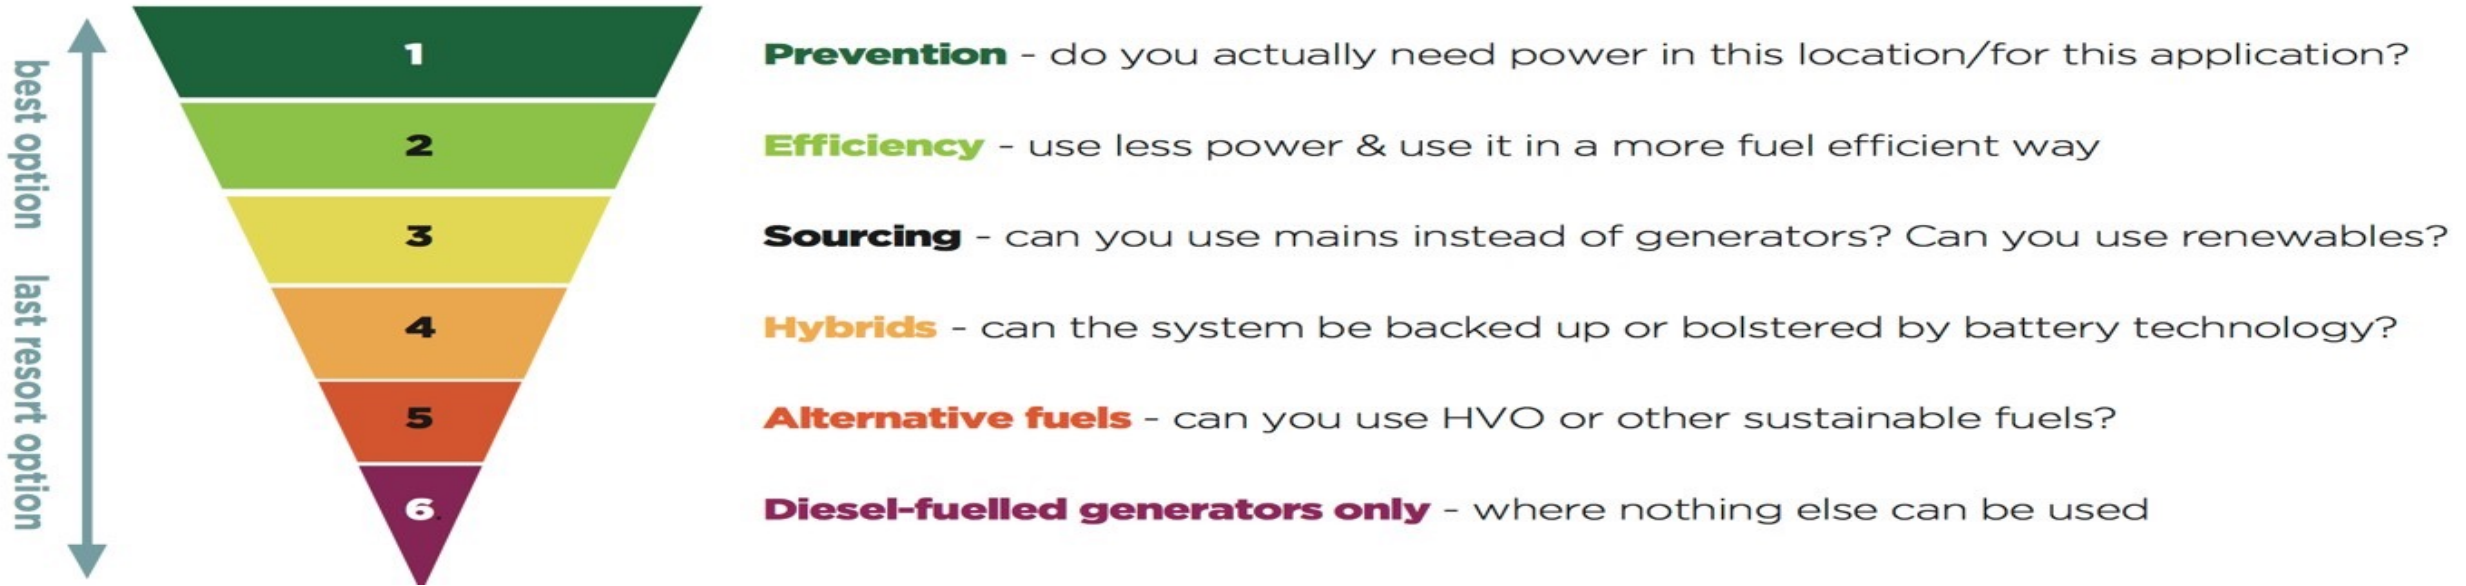 best option
last resort option
1
Prevention - do you actually need power in this location/for this application?
2
Efficiency - use less power & use it in a more fuel efficient way
3
Sourcing - can you use mains instead of generators? Can you use renewables?
4
Hybrids - can the system be backed up or bolstered by battery technology?
5
Alternative fuels - can you use HVO or other sustainable fuels?
6.
Diesel-fuelled generators only - where nothing else can be used